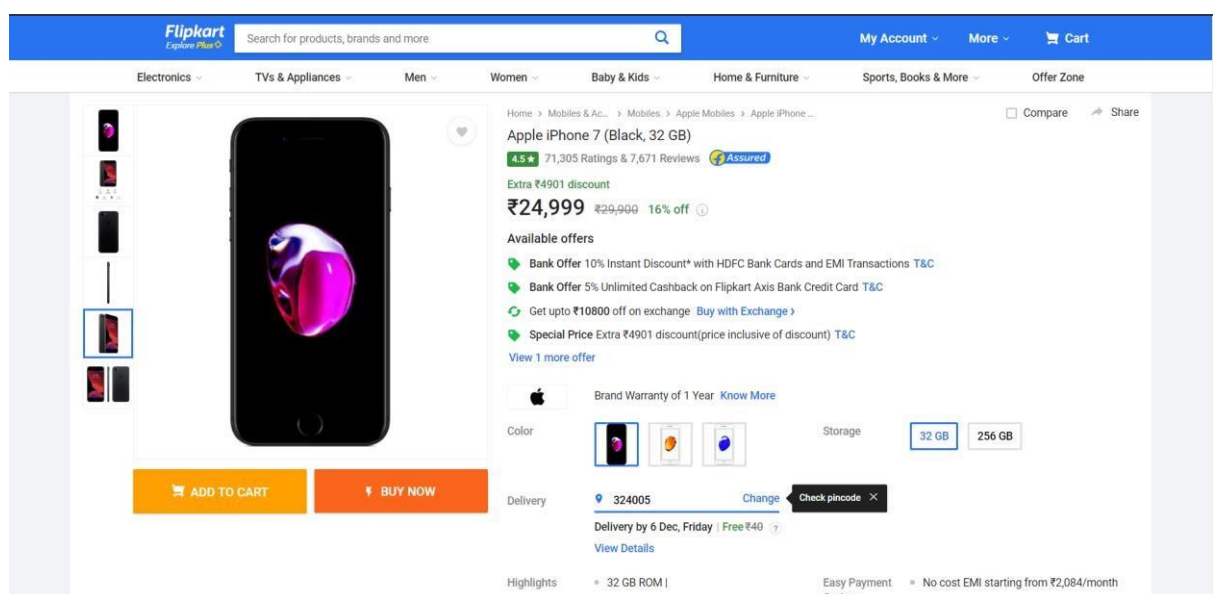 Flipkart
Explore Plus
Search for products, brands and more
My Account
More
Cart
Electronics
TVs & Appliances
Men
Women
Baby & Kids
Home & Furniture
Sports, Books & More
Offer Zone
Home > Mobiles & Ac... > Mobiles > Apple Mobiles > Apple iPhone ...
Compare
Share
Apple iPhone 7 (Black, 32 GB)
4.5 ★ 71,305 Ratings & 7,671 Reviews Assured
Extra ₹4901 discount
₹24,999 ₹29,900 16% off
Available offers
Bank Offer 10% Instant Discount* with HDFC Bank Cards and EMI Transactions T&C
Bank Offer 5% Unlimited Cashback on Flipkart Axis Bank Credit Card T&C
Get upto ₹10800 off on exchange Buy with Exchange >
Special Price Extra ₹4901 discount(price inclusive of discount) T&C
View 1 more offer
Brand Warranty of 1 Year Know More
Color
Storage
32 GB
256 GB
ADD TO CART
BUY NOW
Delivery
324005
Change
Check pincode ×
Delivery by 6 Dec, Friday | Free ₹40 ?
View Details
Highlights
• 32 GB ROM |
Easy Payment
• No cost EMI starting from ₹2,084/month